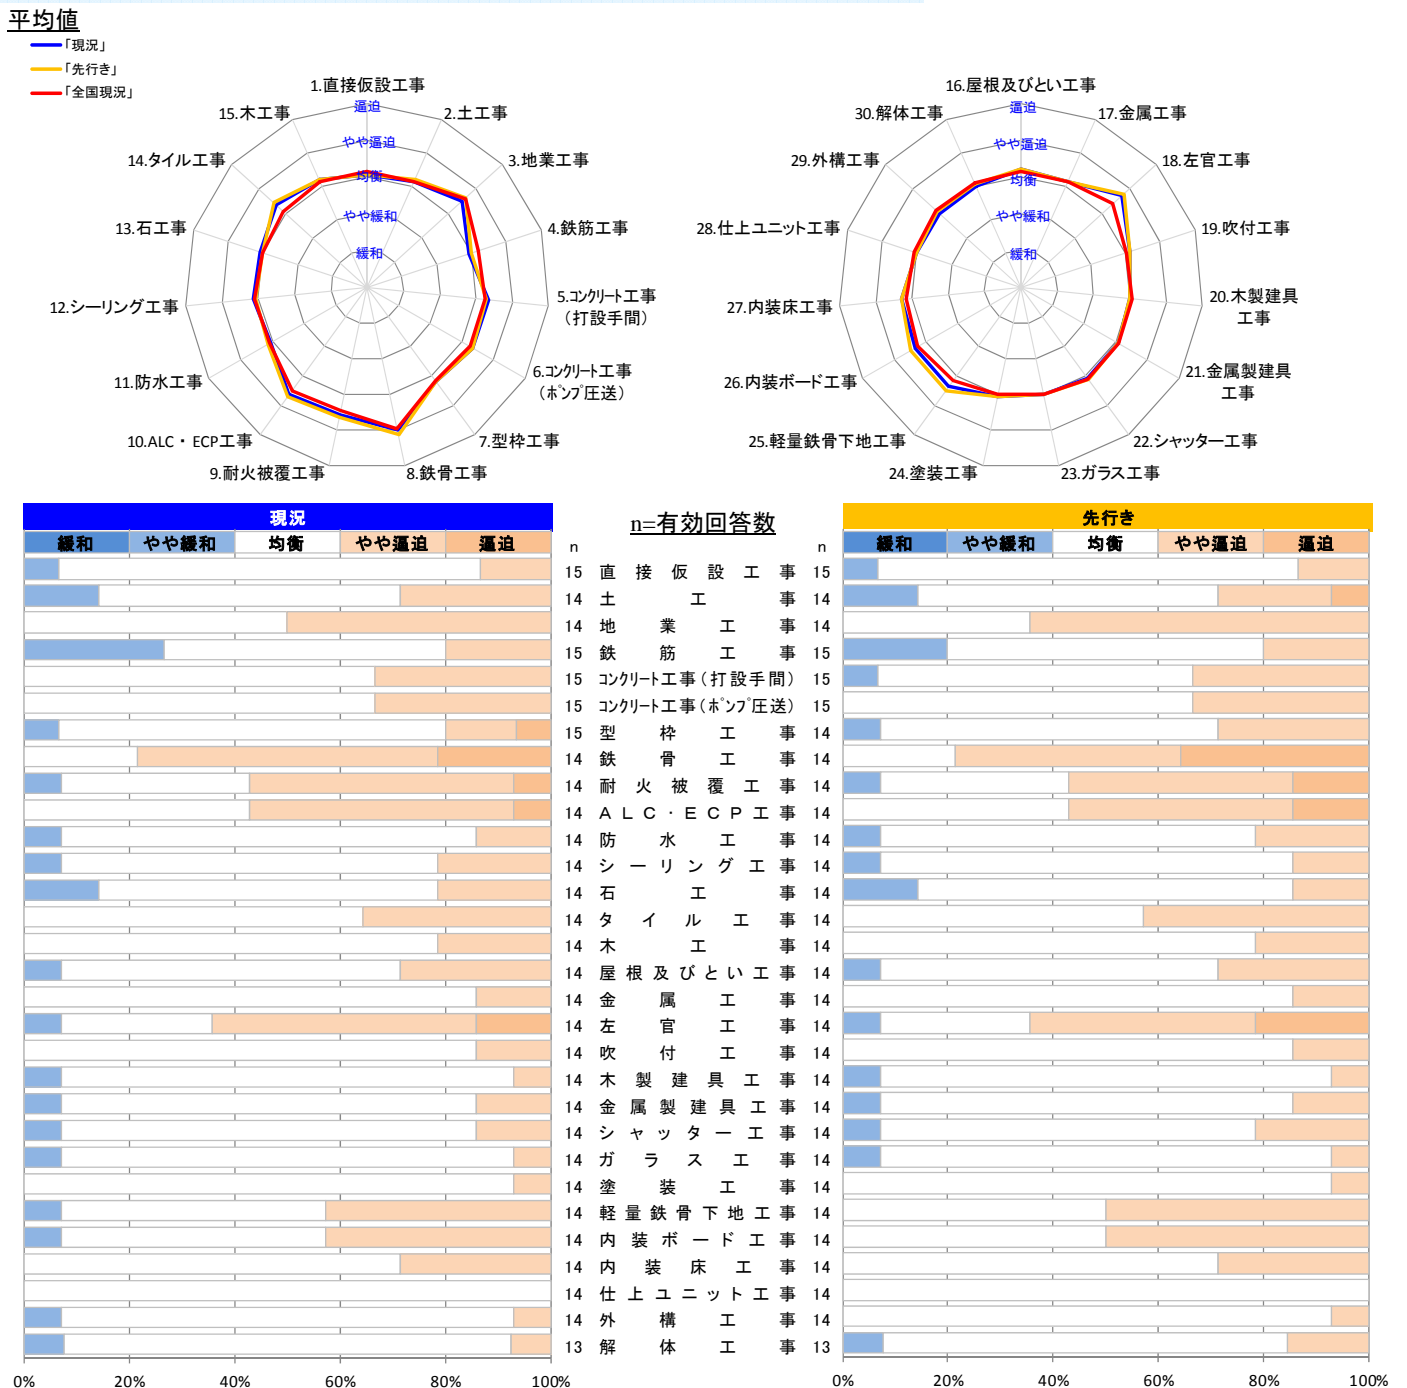 平均値
「現況」
「先行き」
「全国現況」
1.直接仮設工事
2.土工事
3.地業工事
4.鉄筋工事
5.コンクリート工事
(打設手間)
6.コンクリート工事
(ポンプ圧送)
7.型枠工事
8.鉄骨工事
9.耐火被覆工事
10.ALC・ECP工事
11.防水工事
12.シーリング工事
13.石工事
14.タイル工事
15.木工事
逼迫
やや逼迫
均衡
やや緩和
緩和
16.屋根及びとい工事
17.金属工事
18.左官工事
19.吹付工事
20.木製建具
工事
21.金属製建具
工事
22.シャッター工事
23.ガラス工事
24.塗装工事
25.軽量鉄骨下地工事
26.内装ボード工事
27.内装床工事
28.仕上ユニット工事
29.外構工事
30.解体工事
逼迫
やや逼迫
均衡
やや緩和
緩和
現況
n=有効回答数
先行き
緩和 やや緩和 均衡 やや逼迫 逼迫 n n 緩和 やや緩和 均衡 やや逼迫 逼迫
15 直接仮設工事 15
14 土工事 14
14 地業工事 14
15 鉄筋工事 15
15 コンクリート工事(打設手間) 15
15 コンクリート工事(ポンプ圧送) 15
15 型枠工事 14
14 鉄骨工事 14
14 耐火被覆工事 14
14 ALC・ECP工事 14
14 防水工事 14
14 シーリング工事 14
14 石工事 14
14 タイル工事 14
14 木工事 14
14 屋根及びとい工事 14
14 金属工事 14
14 左官工事 14
14 吹付工事 14
14 木製建具工事 14
14 金属製建具工事 14
14 シャッター工事 14
14 ガラス工事 14
14 塗装工事 14
14 軽量鉄骨下地工事 14
14 内装ボード工事 14
14 内装床工事 14
14 仕上ユニット工事 14
14 外構工事 14
13 解体工事 13
0% 20% 40% 60% 80% 100% 0% 20% 40% 60% 80% 100%